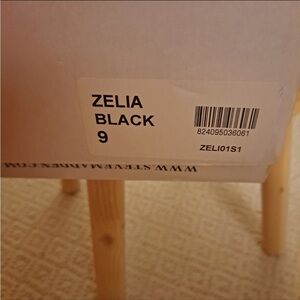 ZELIA
BLACK
9
824095036061
ZELI01S1
WWW.STEVEMADDEN.COM